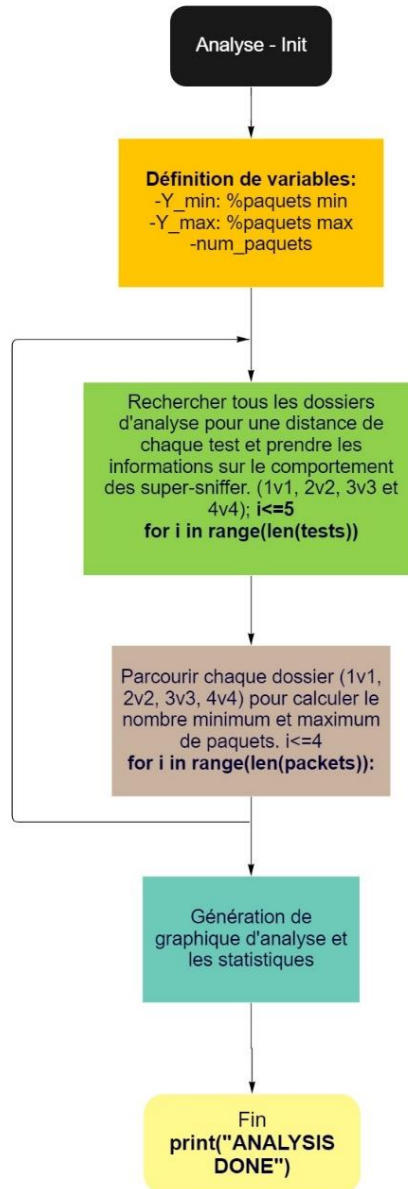 Analyse - Init
Définition de variables:
-Y_min: %paquets min
-Y_max: %paquets max
-num_paquets
Rechercher tous les dossiers
d'analyse pour une distance de
chaque test et prendre les
informations sur le comportement
des super-sniffer. (1v1, 2v2, 3v3 et
4v4); i<=5
for i in range(len(tests))
Parcourir chaque dossier (1v1,
2v2, 3v3, 4v4) pour calculer le
nombre minimum et maximum
de paquets. i<=4
for i in range(len(packets)):
Génération de
graphique d'analyse et
les statistiques
Fin
print("ANALYSIS
DONE")